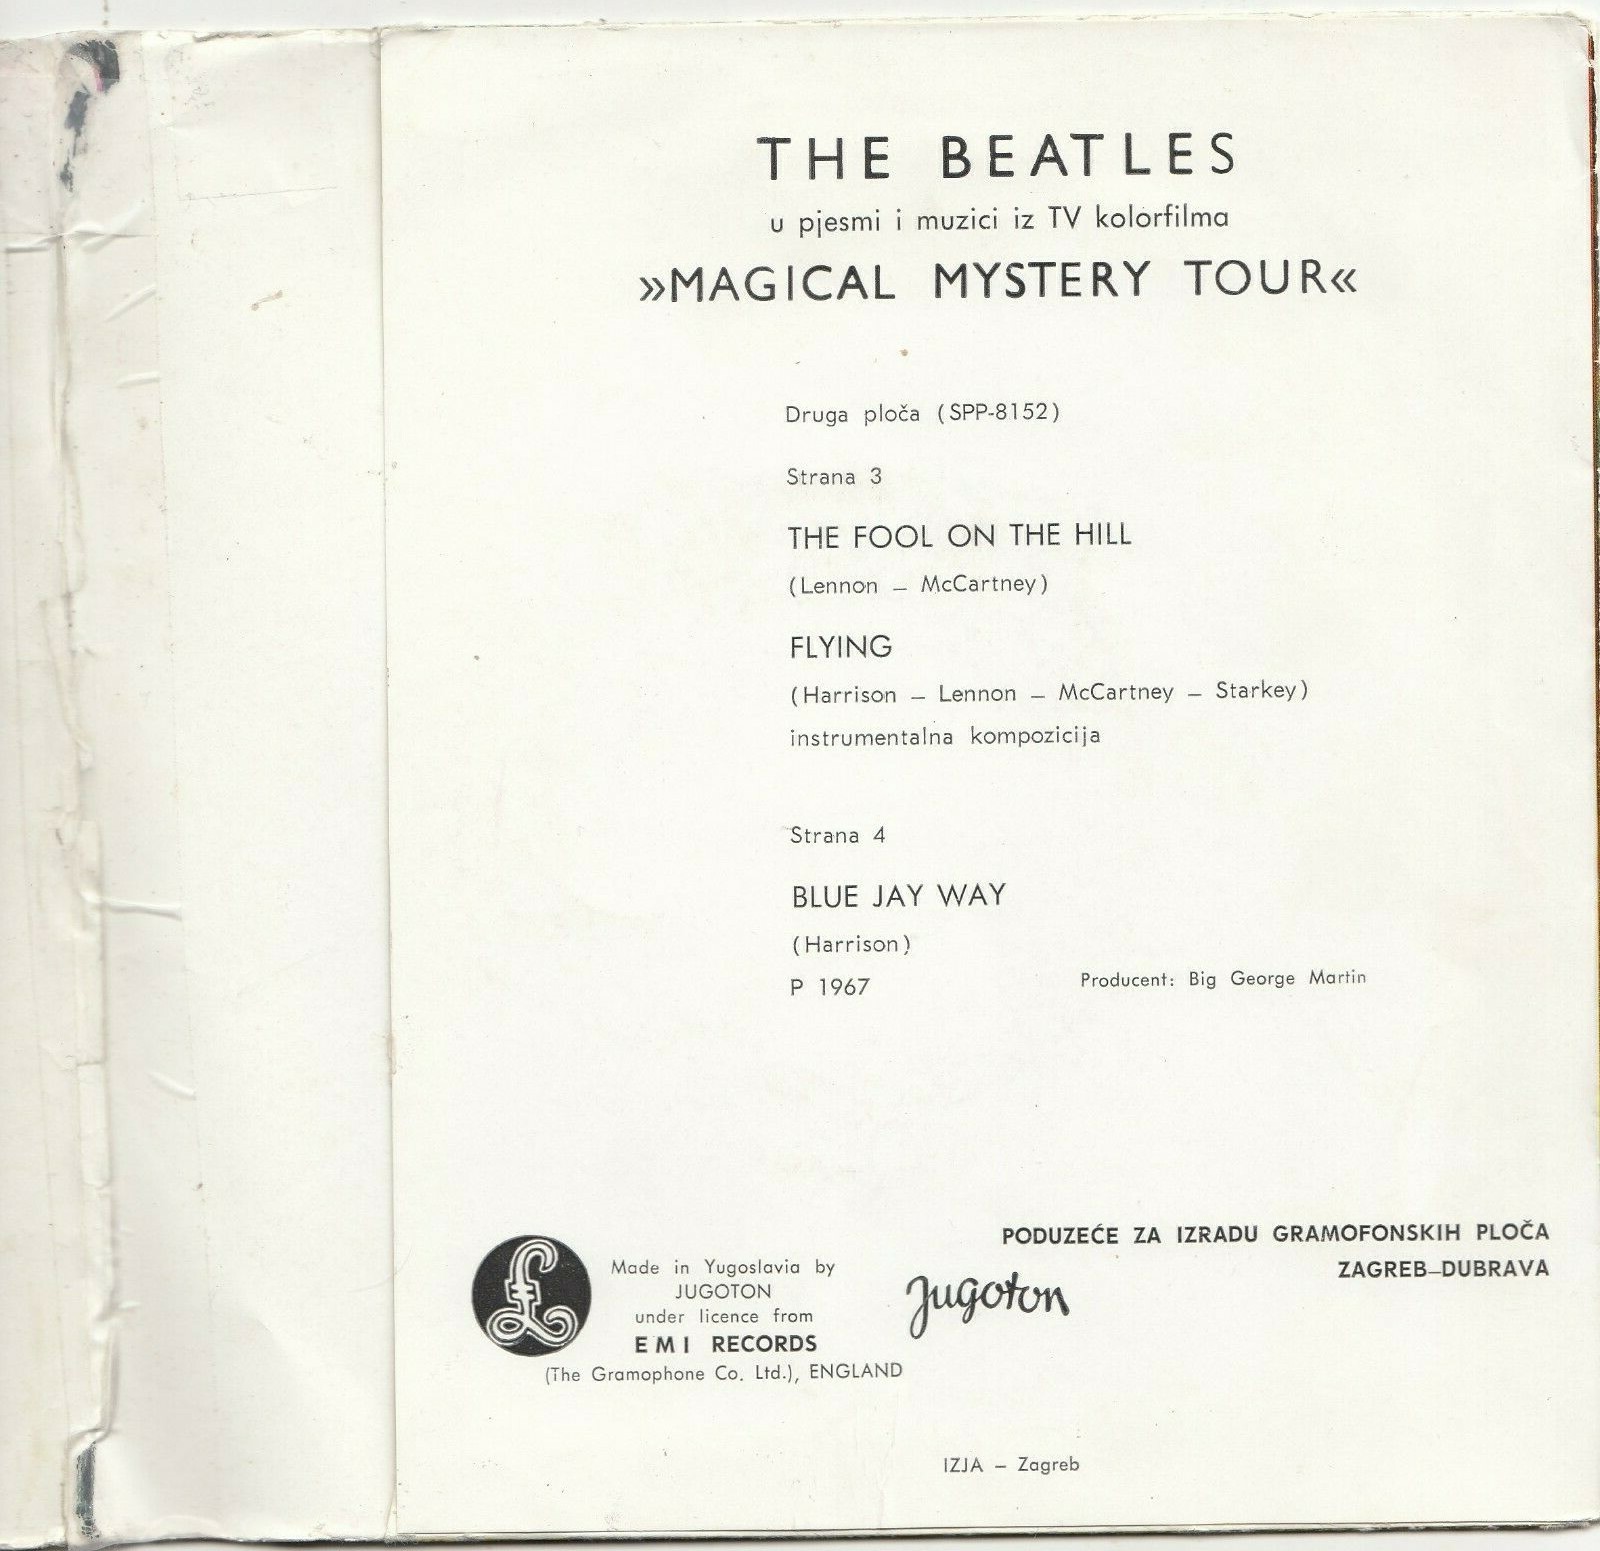 THE BEATLES
u pjesmi i muzici iz TV kolorfilma
»MAGICAL MYSTERY TOUR«
Druga ploča (SPP-8152)
Strana 3
THE FOOL ON THE HILL
(Lennon – McCartney)
FLYING
(Harrison – Lennon – McCartney – Starkey)
instrumentalna kompozicija
Strana 4
BLUE JAY WAY
(Harrison)
P 1967
Producent: Big George Martin
Made in Yugoslavia by
JUGOTON
under licence from
EMI RECORDS
(The Gramophone Co. Ltd.), ENGLAND
Jugoton
PODUZEĆE ZA IZRADU GRAMOFONSKIH PLOČA
ZAGREB–DUBRAVA
IZJA – Zagreb